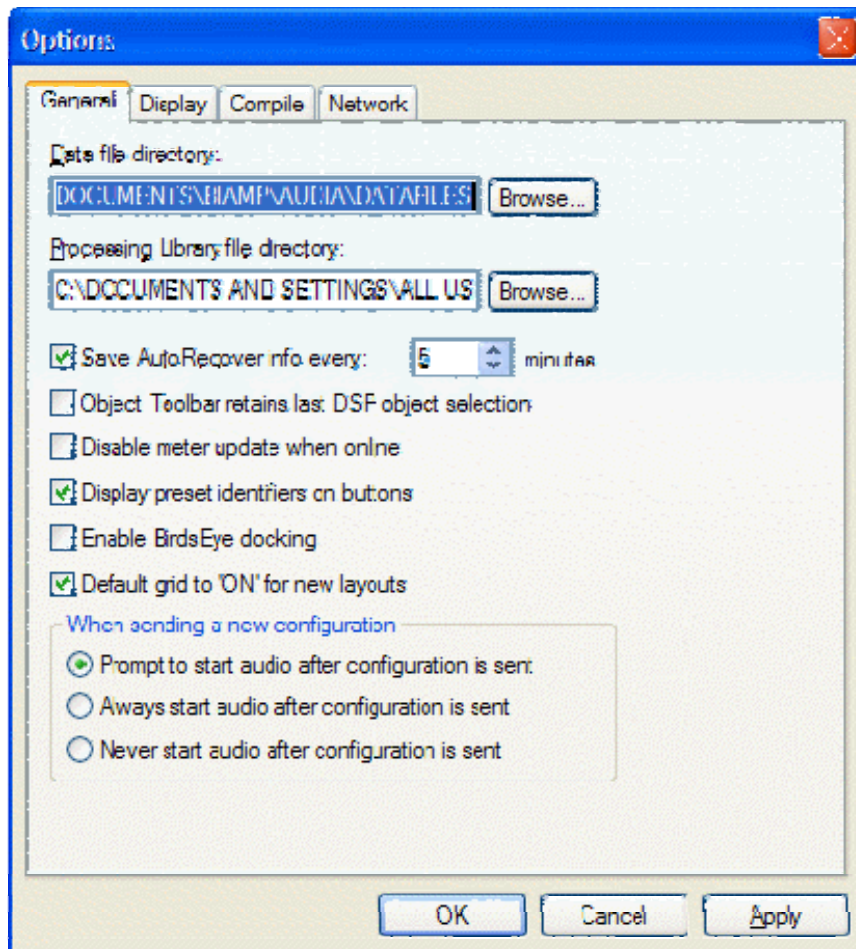 Options
General Display Compile Network
Data file directory:
DOCUMENTS\BIAMP\AUDIA\DATAFILES Browse...
Processing Library file directory:
C:\DOCUMENTS AND SETTINGS\ALL US Browse...
Save AutoRecover info every: 5 minutes
Object Toolbar retains last DSP object selection
Disable meter update when online
Display preset identifiers on buttons
Enable BirdsEye docking
Default grid to 'ON' for new layouts
When sending a new configuration
Prompt to start audio after configuration is sent
Always start audio after configuration is sent
Never start audio after configuration is sent
OK Cancel Apply